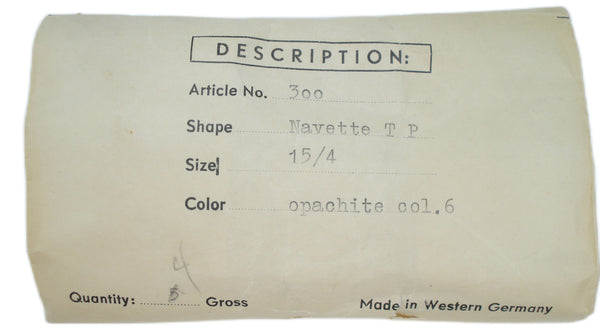 DESCRIPTION:
Article No. 300
Shape Navette T P
Size 15/4
Color opachite col.6
4
Quantity: 5 Gross
Made in Western Germany